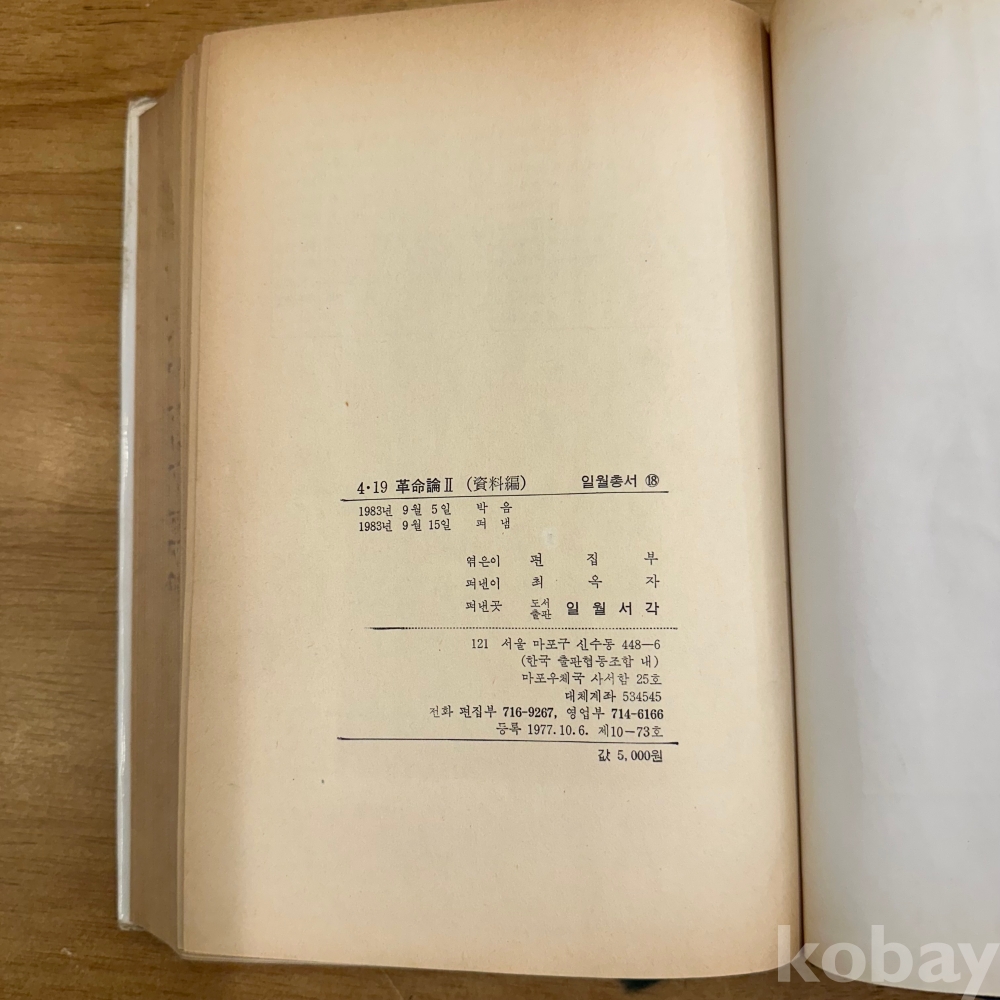 4·19 革命論Ⅱ (資料編) 일월총서 ⑱
1983년 9월 5일 박 음
1983년 9월 15일 펴 냄
엮은이 편 집 부
펴낸이 최 옥 자
펴낸곳 도서출판 일 월 서 각
121 서울 마포구 신수동 448—6
(한국 출판협동조합 내)
마포우체국 사서함 25호
대체계좌 534545
전화 편집부 716-9267, 영업부 714-6166
등록 1977.10.6. 제10—73호
값 5,000원
kobay